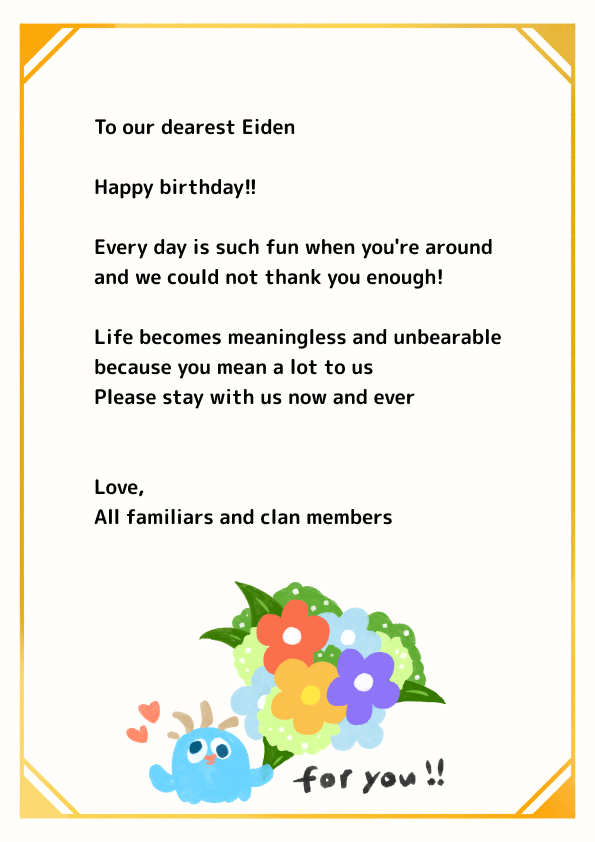 To our dearest Eiden
Happy birthday!!
Every day is such fun when you're around
and we could not thank you enough!
Life becomes meaningless and unbearable
because you mean a lot to us
Please stay with us now and ever
Love,
All familiars and clan members
for you!!